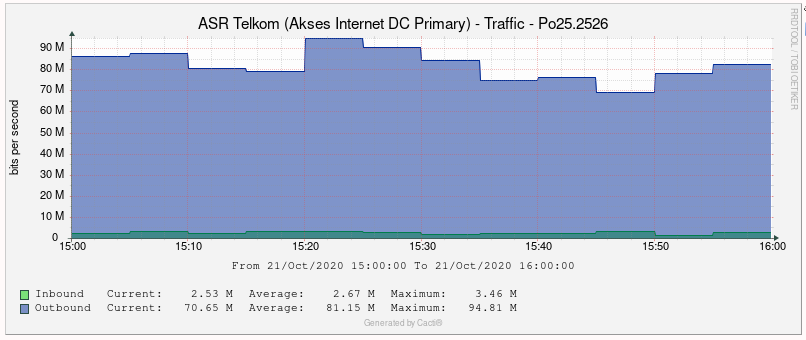 ASR Telkom (Akses Internet DC Primary) - Traffic - Po25.2526
RRDTOOL / TOBI OETIKER
bits per second
90 M
80 M
70 M
60 M
50 M
40 M
30 M
20 M
10 M
0
15:00 15:10 15:20 15:30 15:40 15:50 16:00
From 21/Oct/2020 15:00:00 To 21/Oct/2020 16:00:00
Inbound Current: 2.53 M Average: 2.67 M Maximum: 3.46 M
Outbound Current: 70.65 M Average: 81.15 M Maximum: 94.81 M
Generated by Cacti®